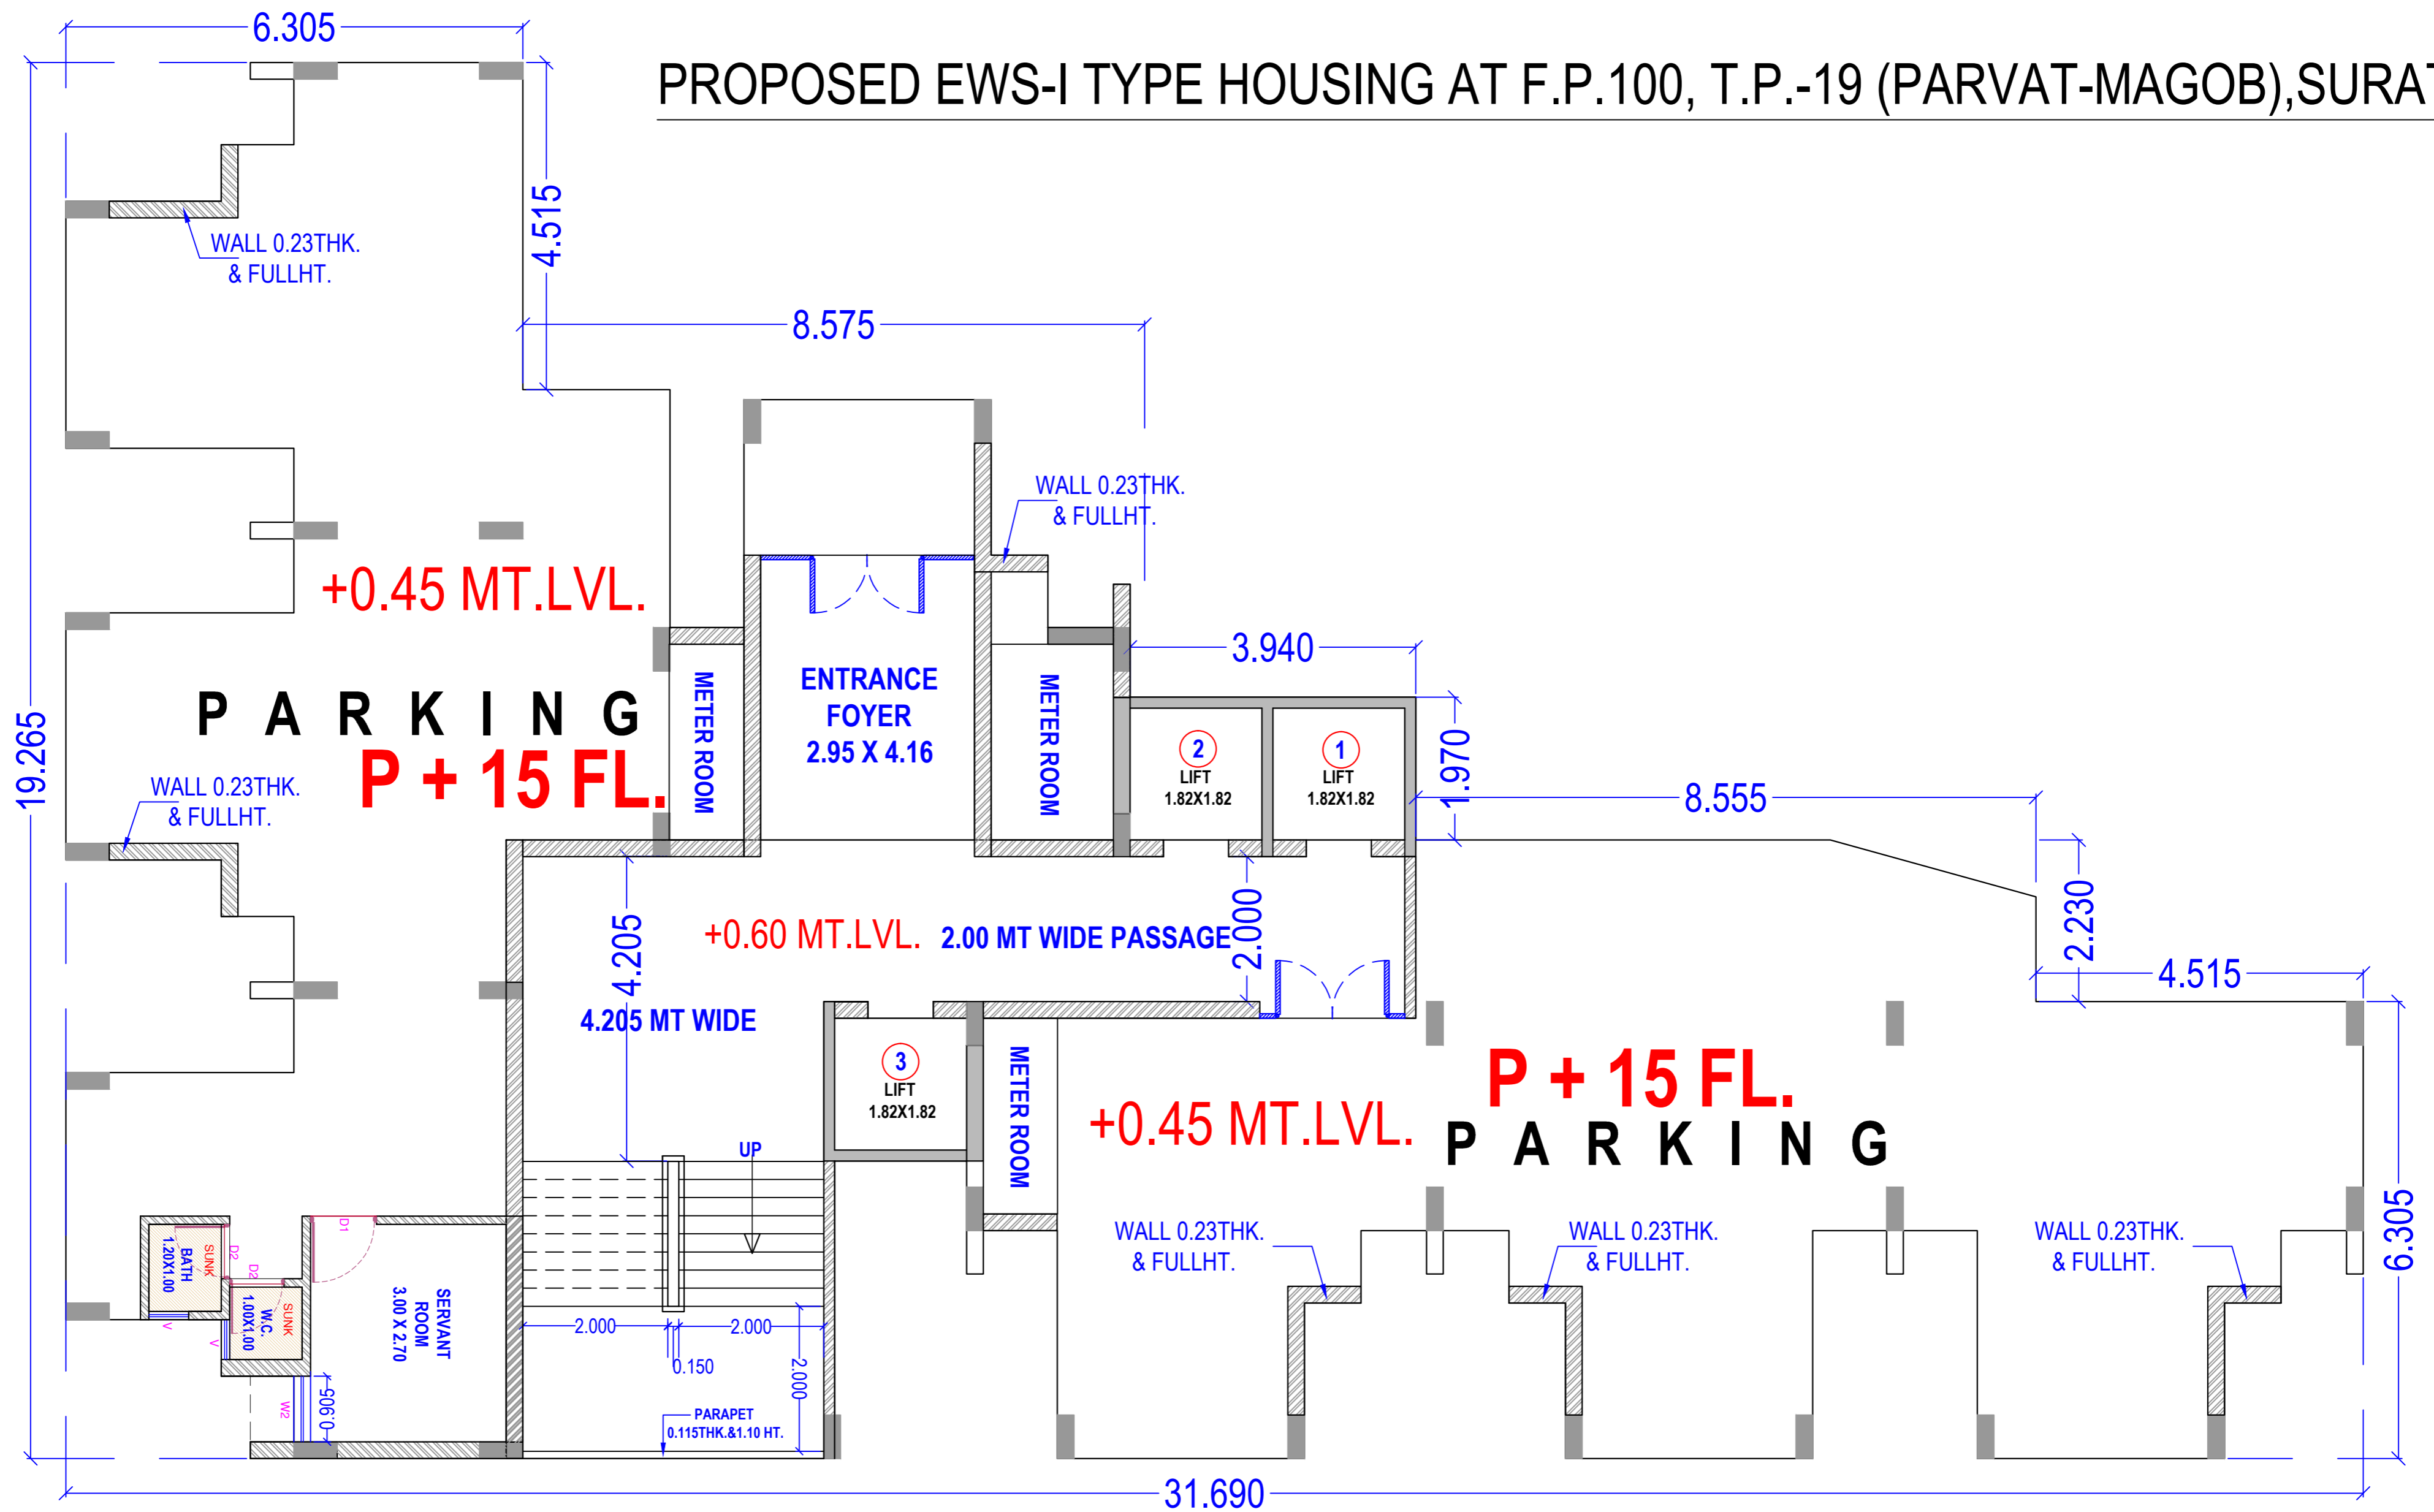 6.305
PROPOSED EWS-I TYPE HOUSING AT F.P.100, T.P.-19 (PARVAT-MAGOB),SURAT
4.515
WALL 0.23THK.
& FULLHT.
8.575
WALL 0.23THK.
& FULLHT.
+0.45 MT.LVL.
3.940
P A R K I N G
P + 15 FL.
METER ROOM
ENTRANCE
FOYER
2.95 X 4.16
METER ROOM
2
LIFT
1.82X1.82
1
LIFT
1.82X1.82
1.970
19.265
WALL 0.23THK.
& FULLHT.
8.555
4.205
+0.60 MT.LVL.
2.00 MT WIDE PASSAGE
2.000
2.230
4.515
4.205 MT WIDE
3
LIFT
1.82X1.82
METER ROOM
P + 15 FL.
+0.45 MT.LVL.
P A R K I N G
UP
WALL 0.23THK.
& FULLHT.
WALL 0.23THK.
& FULLHT.
WALL 0.23THK.
& FULLHT.
6.305
D1
SUNK
BATH
1.20X1.00
D2
D2
SUNK
W.C.
1.00X1.00
V
V
SERVANT
ROOM
3.00 X 2.70
2.000
2.000
0.150
2.000
W2
0.905
PARAPET
0.115THK.&1.10 HT.
31.690